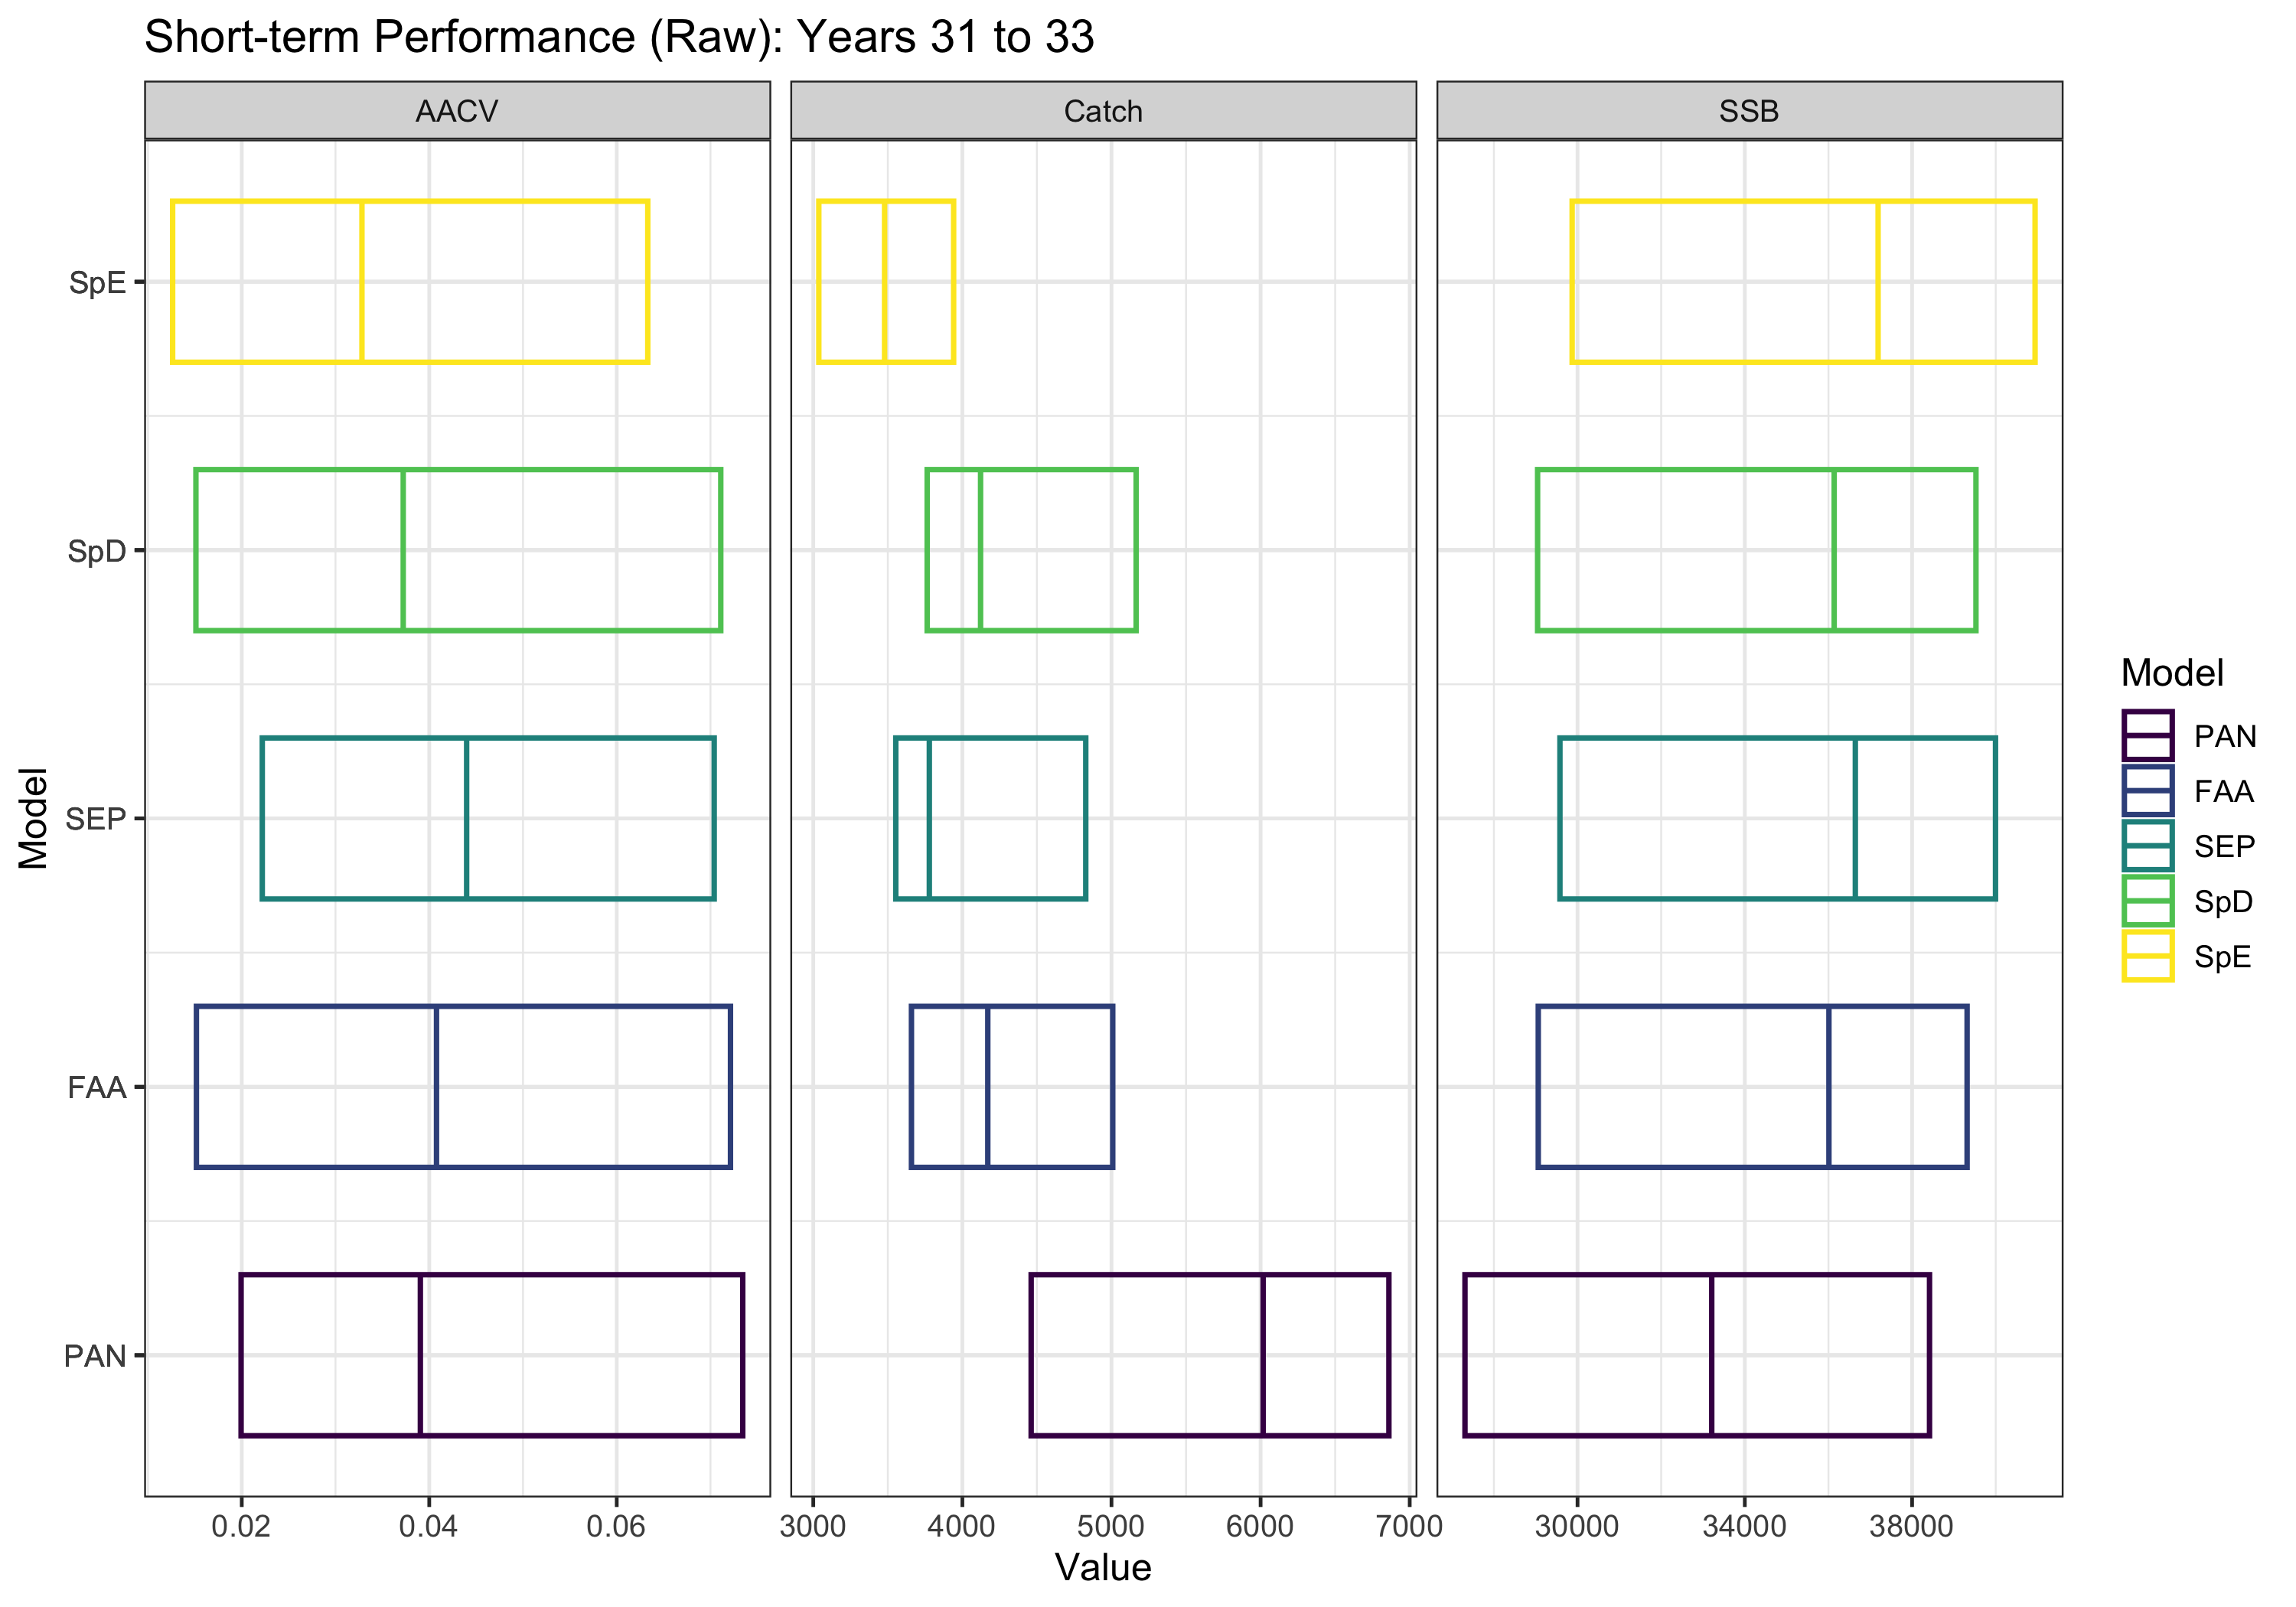 Short-term Performance (Raw): Years 31 to 33
AACV
Catch
SSB
Model
SpE
SpD
SEP
FAA
PAN
0.02 0.04 0.06
3000 4000 5000 6000 7000
30000 34000 38000
Value
Model
PAN
FAA
SEP
SpD
SpE